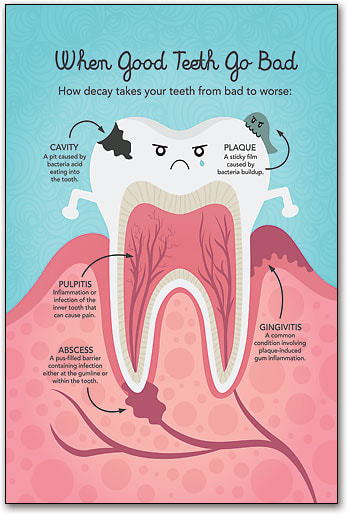 When Good Teeth Go Bad
How decay takes your teeth from bad to worse:
CAVITY
A pit caused by
bacteria acid
eating into
the tooth.
PLAQUE
A sticky film
caused by
bacteria buildup.
PULPITIS
Inflammation or
infection of the
inner tooth that
can cause pain.
GINGIVITIS
A common
condition involving
plaque-induced
gum inflammation.
ABSCESS
A pus-filled barrier
containing infection
either at the gumline or
within the tooth.